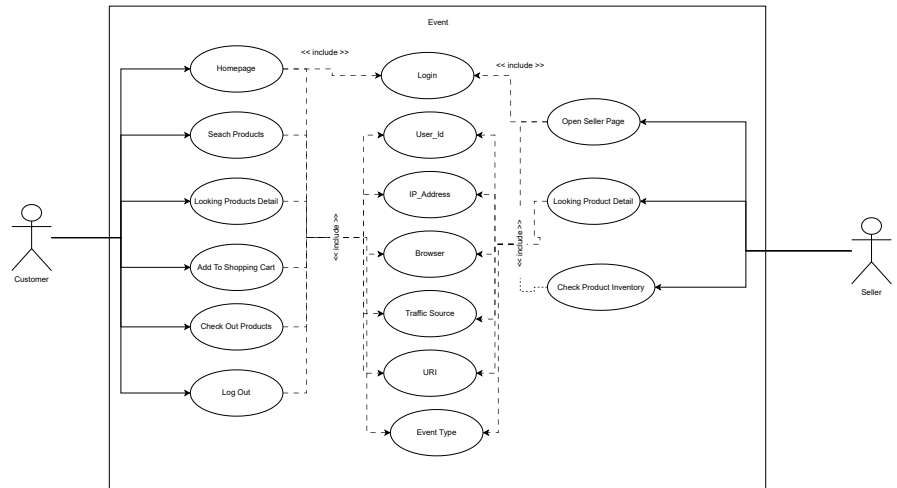 Event
<< include >>
Homepage
Login
<< include >>
Seach Products
User_Id
Open Seller Page
Looking Products Detail
IP_Address
Looking Product Detail
<< include >>
<< include >>
Customer
Add To Shopping Cart
Browser
Check Product Inventory
Seller
Check Out Products
Traffic Source
Log Out
URI
Event Type